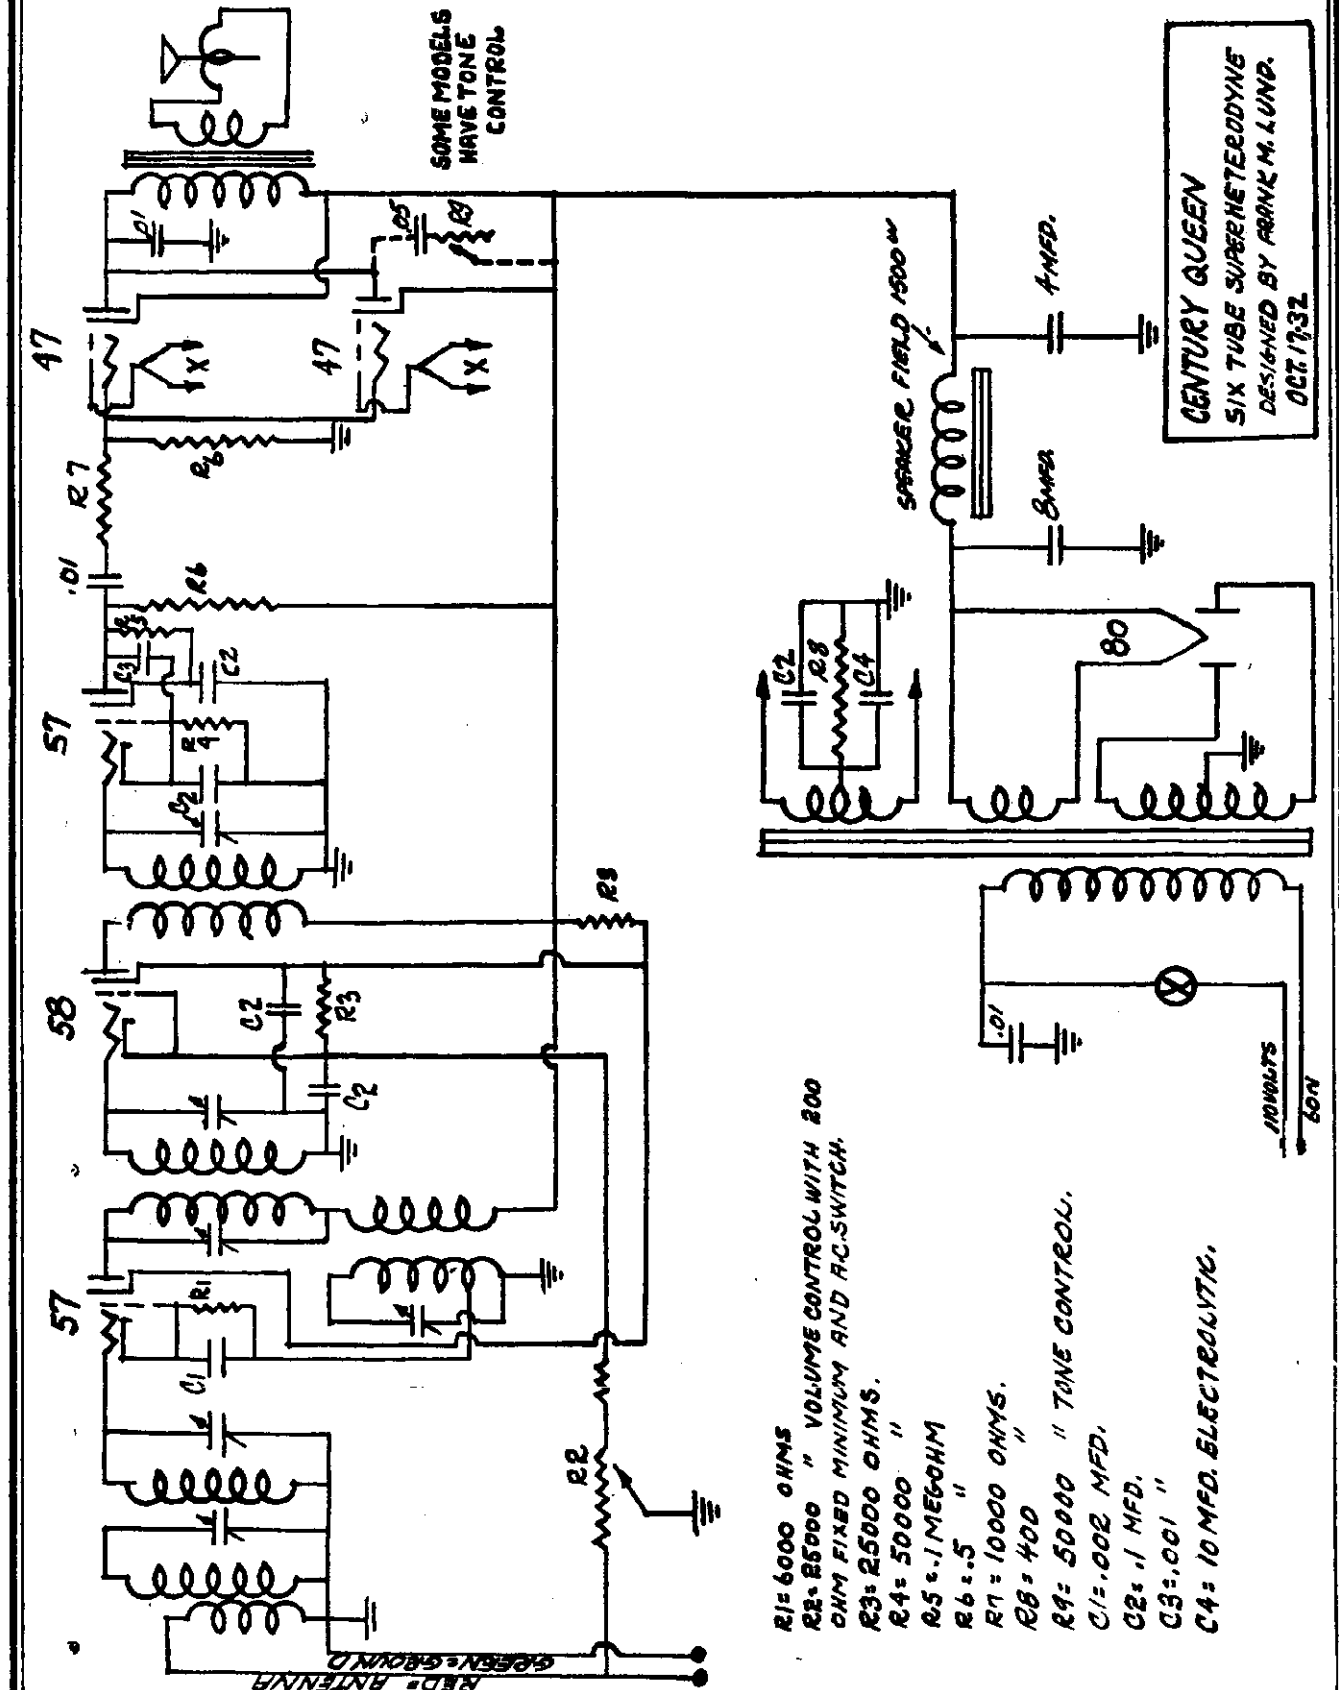 57
58
57
47
47
80
C1
R1
C2
R3
C2
R3
C2
R4
C3
R5
C2
R6
.01
R7
R6
.01
.05
R9
X
X
SOME MODELS
HAVE TONE
CONTROL
R2
RED= ANTENNA
GREEN=GROUND
C2
R8
C4
SPEAKER FIELD 1500 ω
8 MFD.
4 MFD.
.01
110 VOLTS
60~
R1=6000 OHMS
R2=25000 " VOLUME CONTROL WITH 200
OHM FIXED MINIMUM AND A.C. SWITCH.
R3=25000 OHMS.
R4= 50000 "
R5=.1 MEGOHM
R6=.5 "
R7=10000 OHMS.
R8=400 "
R9= 50000 " TONE CONTROL.
C1=.002 MFD.
C2=.1 MFD.
C3=.001 "
C4= 10 MFD. ELECTROLYTIC.
CENTURY QUEEN
SIX TUBE SUPERHETERODYNE
DESIGNED BY FRANK M. LUND.
OCT. 17-32